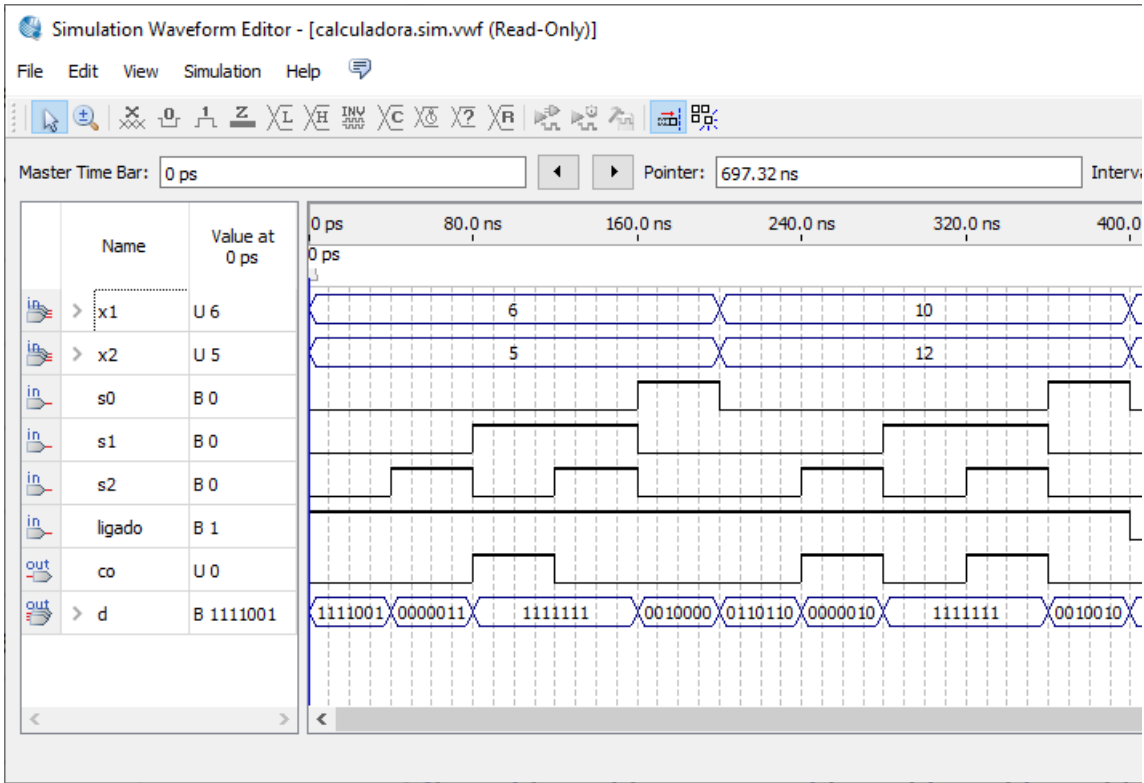 Simulation Waveform Editor - [calculadora.sim.vwf (Read-Only)]
File Edit View Simulation Help
Master Time Bar: 0 ps Pointer: 697.32 ns Interva
Name Value at 0 ps 0 ps 80.0 ns 160.0 ns 240.0 ns 320.0 ns 400.0
0 ps
x1 U 6 6 10
x2 U 5 5 12
s0 B 0
s1 B 0
s2 B 0
ligado B 1
co U 0
d B 1111001 1111001 0000011 1111111 0010000 0110110 0000010 1111111 0010010